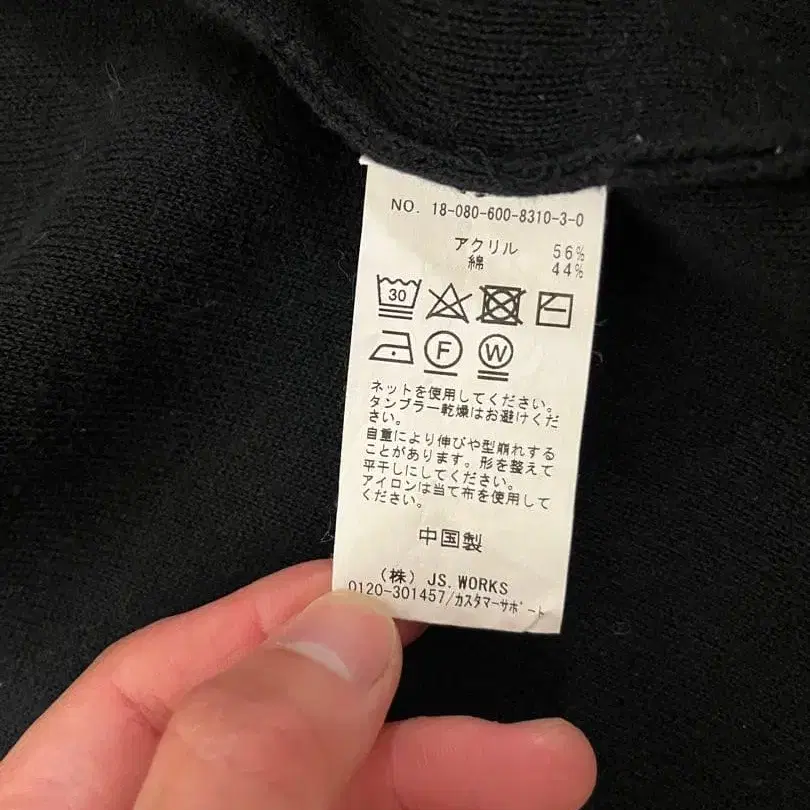 NO. 18-080-600-8310-3-0
アクリル 56%
綿 44%
30
F W
ネットを使用してください。
タンブラー乾燥はお避けくだ
さい。
自重により伸びや型崩れする
ことがあります。形を整えて
平干しにしてください。
アイロンは当て布を使用して
ください。
中国製
(株) JS.WORKS
0120-301457/カスタマーサポート